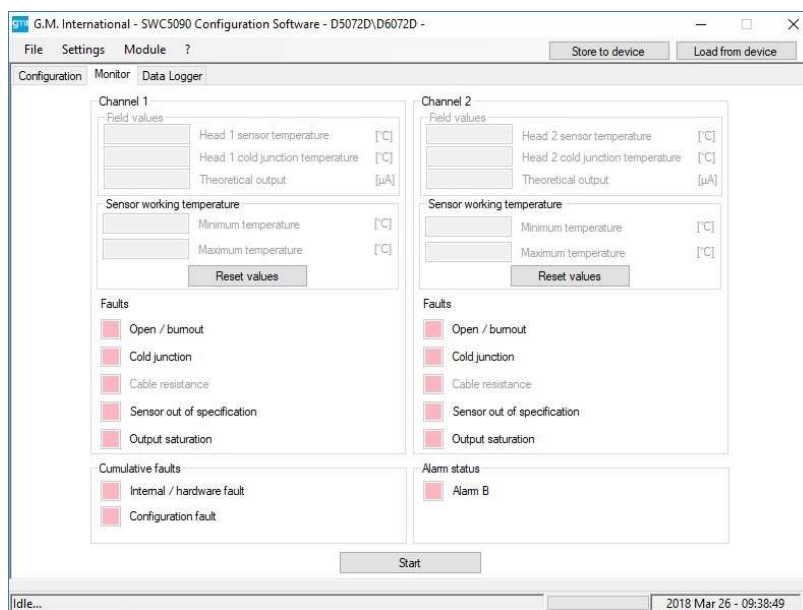 gmi G.M. International - SWC5090 Configuration Software - D5072D\D6072D -
File Settings Module ? Store to device Load from device
Configuration Monitor Data Logger
Channel 1
Field values
Head 1 sensor temperature [°C]
Head 1 cold junction temperature [°C]
Theoretical output [µA]
Sensor working temperature
Minimum temperature [°C]
Maximum temperature [°C]
Reset values
Faults
Open / burnout
Cold junction
Cable resistance
Sensor out of specification
Output saturation
Channel 2
Field values
Head 2 sensor temperature [°C]
Head 2 cold junction temperature [°C]
Theoretical output [µA]
Sensor working temperature
Minimum temperature [°C]
Maximum temperature [°C]
Reset values
Faults
Open / burnout
Cold junction
Cable resistance
Sensor out of specification
Output saturation
Cumulative faults
Internal / hardware fault
Configuration fault
Alarm status
Alarm B
Start
Idle... 2018 Mar 26 - 09:38:49